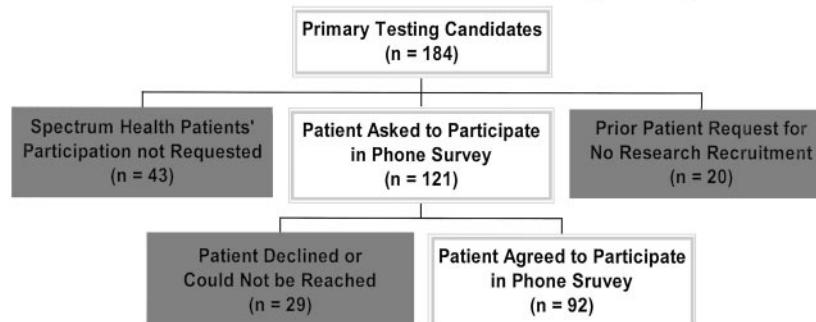 Primary Testing Candidates
(n = 184)
Spectrum Health Patients'
Participation not Requested
(n = 43)
Patient Asked to Participate
in Phone Survey
(n = 121)
Prior Patient Request for
No Research Recruitment
(n = 20)
Patient Declined or
Could Not be Reached
(n = 29)
Patient Agreed to Participate
in Phone Sruvey
(n = 92)